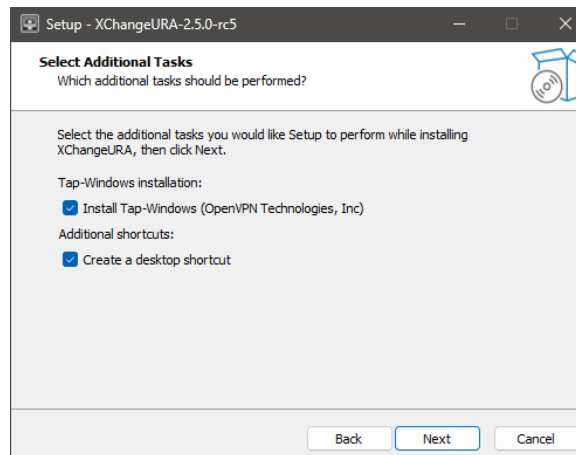 Setup - XChangeURA-2.5.0-rc5
Select Additional Tasks
Which additional tasks should be performed?
Select the additional tasks you would like Setup to perform while installing
XChangeURA, then click Next.
Tap-Windows installation:
Install Tap-Windows (OpenVPN Technologies, Inc)
Additional shortcuts:
Create a desktop shortcut
Back Next Cancel